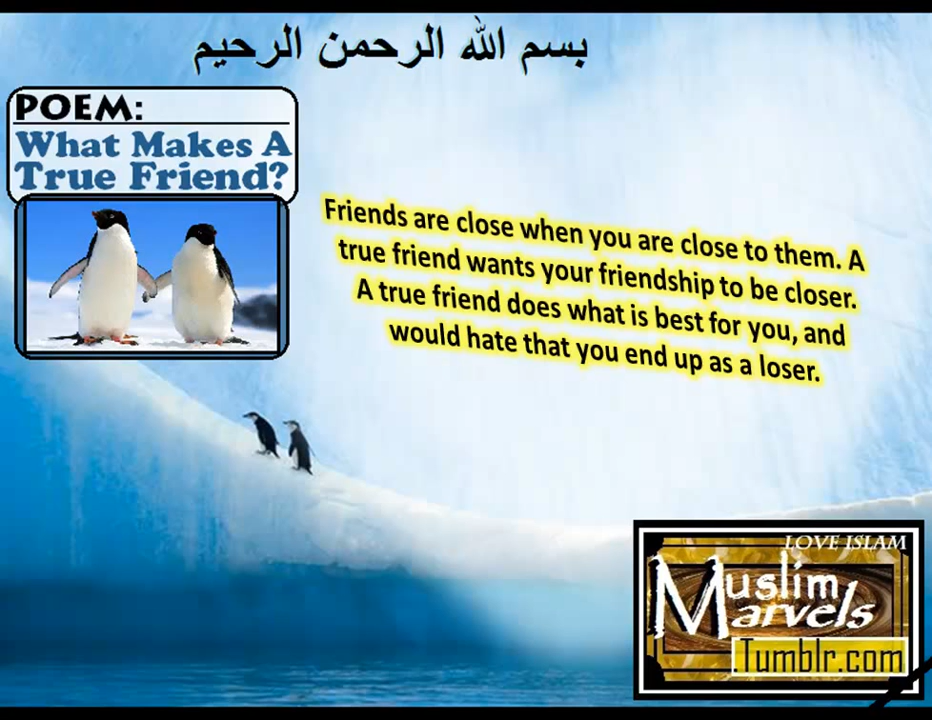 بسم الله الرحمن الرحيم
POEM:
What Makes A
True Friend?
Friends are close when you are close to them. A
true friend wants your friendship to be closer.
A true friend does what is best for you, and
would hate that you end up as a loser.
LOVE ISLAM
Muslim
Marvels
.Tumblr.com